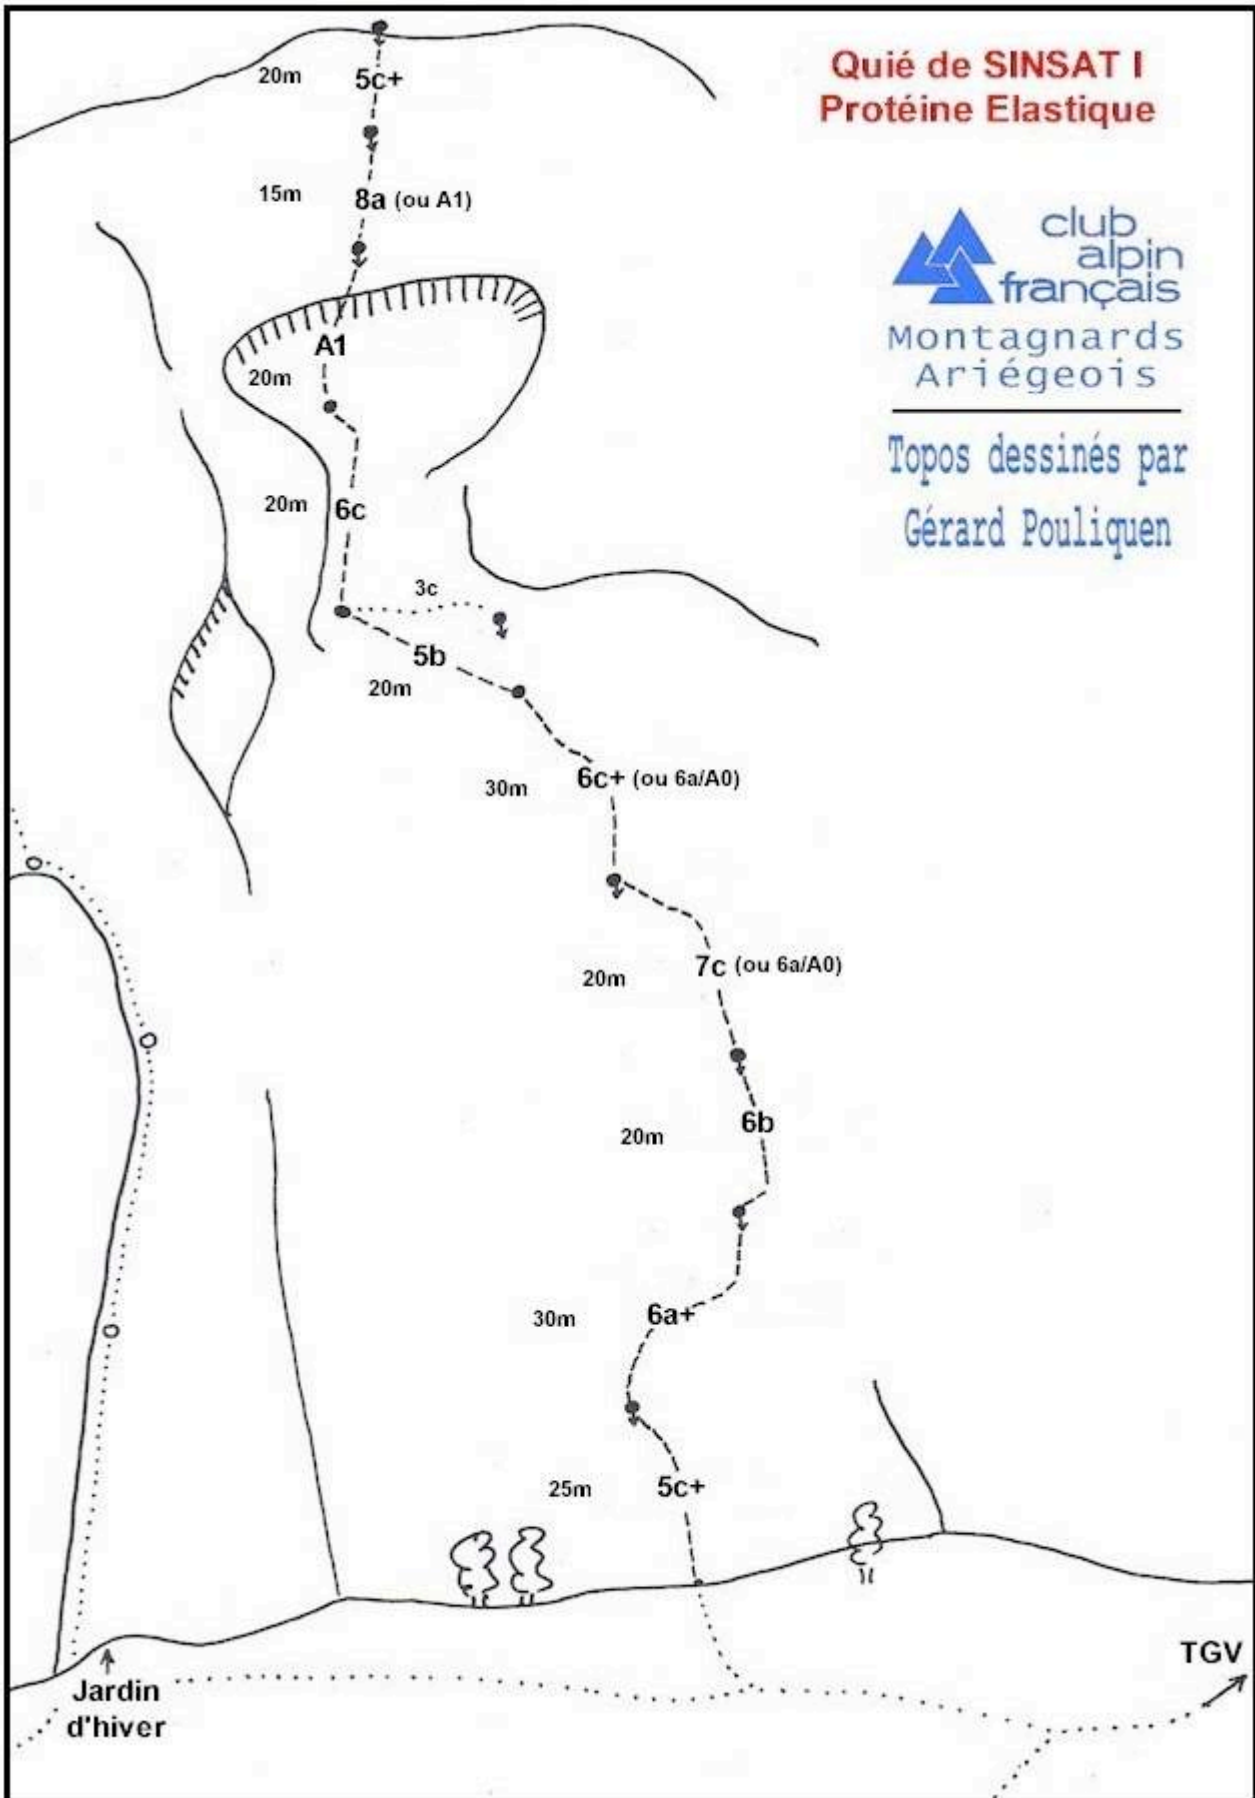 Quié de SINSAT I
Protéine Elastique
club
alpin
français
Montagnards
Ariégeois
Topos dessinés par
Gérard Pouliquen
20m 5c+
15m 8a (ou A1)
A1
20m
20m 6c
3c
5b
20m
30m 6c+ (ou 6a/A0)
20m 7c (ou 6a/A0)
20m 6b
30m 6a+
25m 5c+
TGV
Jardin
d'hiver